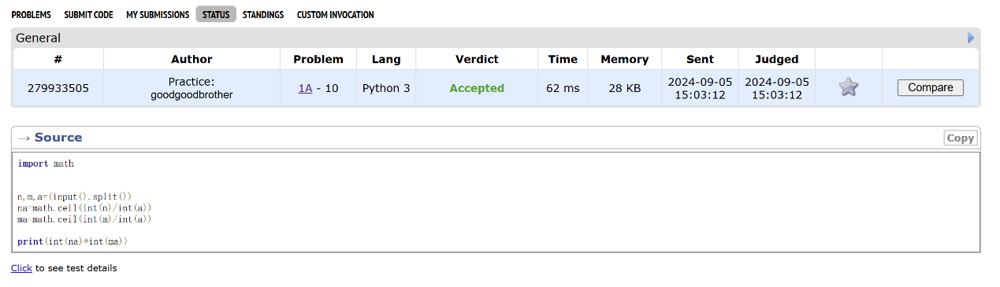 PROBLEMS SUBMIT CODE MY SUBMISSIONS STATUS STANDINGS CUSTOM INVOCATION
General
# Author Problem Lang Verdict Time Memory Sent Judged
279933505 Practice: goodgoodbrother 1A - 10 Python 3 Accepted 62 ms 28 KB 2024-09-05 15:03:12 2024-09-05 15:03:12 Compare
→ Source Copy
import math
n,m,a=(input().split())
na=math.ceil(int(n)/int(a))
ma=math.ceil(int(m)/int(a))
print(int(na)*int(ma))
Click to see test details